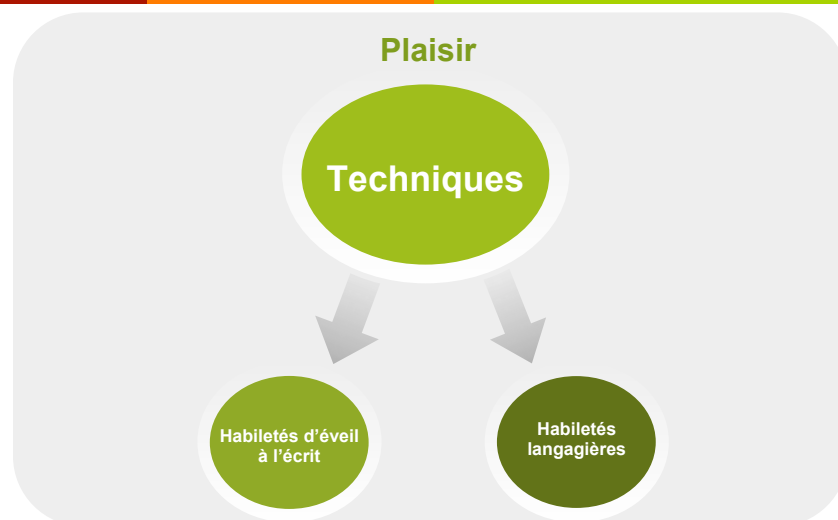 Plaisir
Techniques
Habiletés d'éveil
à l'écrit
Habiletés
langagières